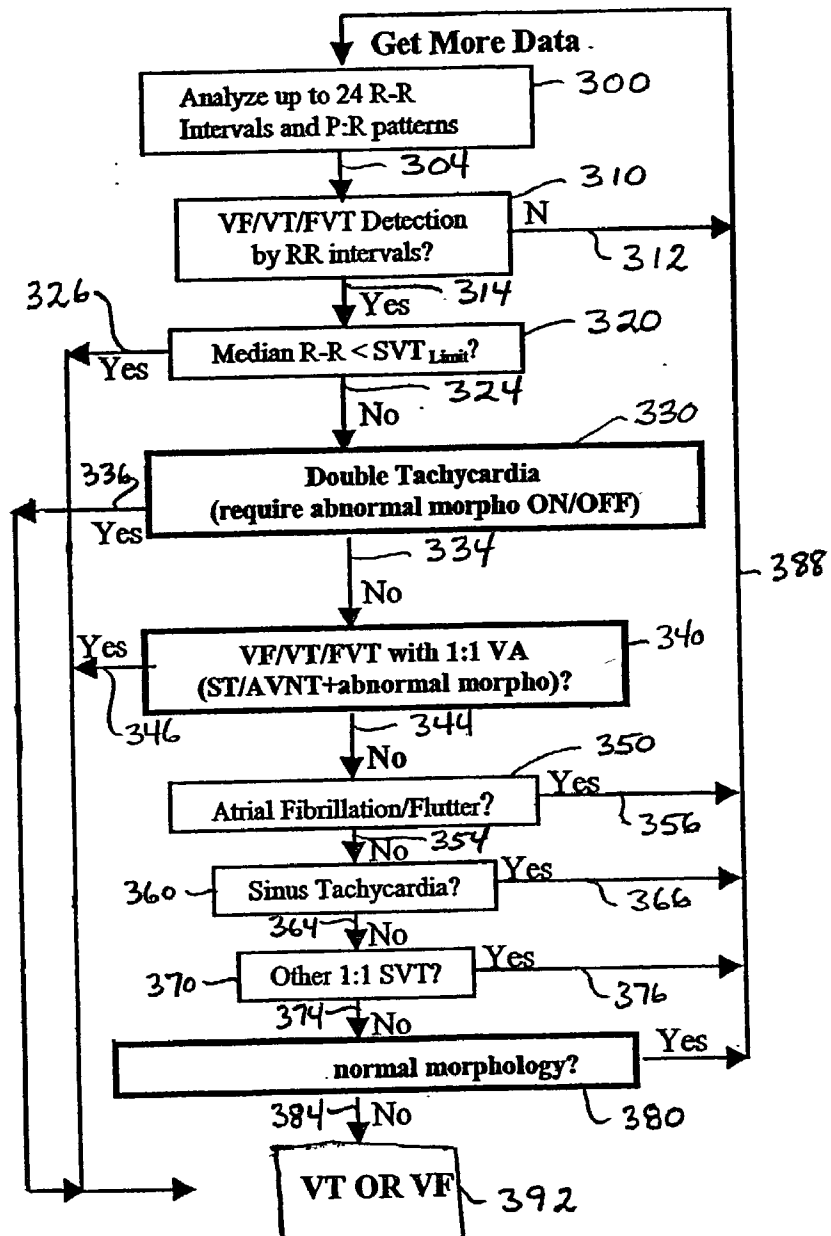 Get More Data
300
Analyze up to 24 R-R
Intervals and P:R patterns
304
310
VF/VT/FVT Detection
by RR intervals?
N
312
314
Yes
326
320
Median R-R < SVT Limit?
Yes
324
No
330
336
Double Tachycardia
(require abnormal morpho ON/OFF)
Yes
334
388
No
340
Yes
VF/VT/FVT with 1:1 VA
(ST/AVNT+abnormal morpho)?
346
344
No
350
Atrial Fibrillation/Flutter?
Yes
356
354
No
360
Sinus Tachycardia?
Yes
366
364
No
370
Other 1:1 SVT?
Yes
376
374
No
normal morphology?
Yes
380
384
No
VT OR VF
392